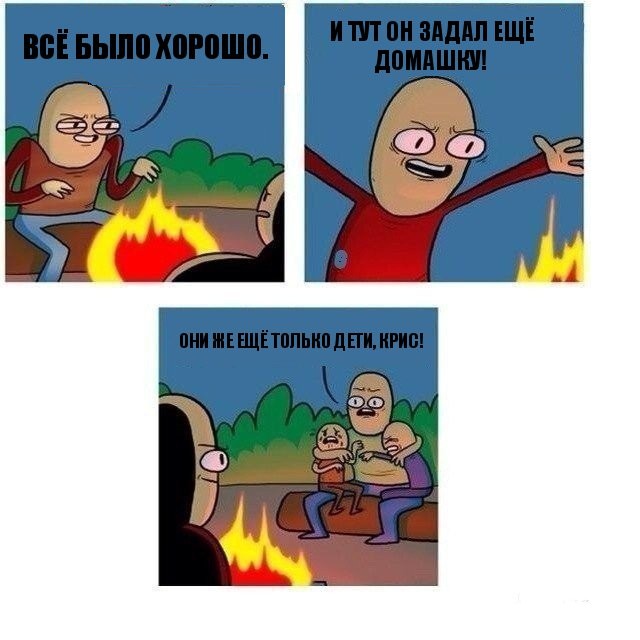 ВСЁ БЫЛО ХОРОШО.
И ТУТ ОН ЗАДАЛ ЕЩЁ
ДОМАШКУ!
ОНИ ЖЕ ЕЩЁ ТОЛЬКО ДЕТИ, КРИС!